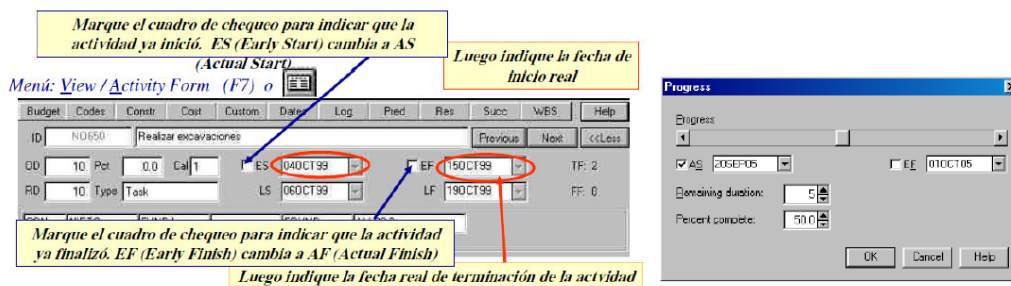 Marque el cuadro de chequeo para indicar que la
actividad ya inició. ES (Early Start) cambia a AS
(Actual Start)
Luego indique la fecha de
inicio real
Menú: View / Activity Form (F7) o
Budget Codes Constr Cost Custom Dates Log Pred Res Succ WBS Help
ID NO650 Realizar excavaciones Previous Next <<Less
OD 10 Pct 0.0 Cal 1 ES 04OCT99 EF 15OCT99 TF: 2
RD 10 Type Task LS 06OCT99 LF 19OCT99 FF: 0
Marque el cuadro de chequeo para indicar que la actividad
ya finalizó. EF (Early Finish) cambia a AF (Actual Finish)
Luego indique la fecha real de terminación de la actvidad
Progress
Progress
AS 20SEP05 EF 01OCT05
Remaining duration: 5
Percent complete: 50.0
OK Cancel Help